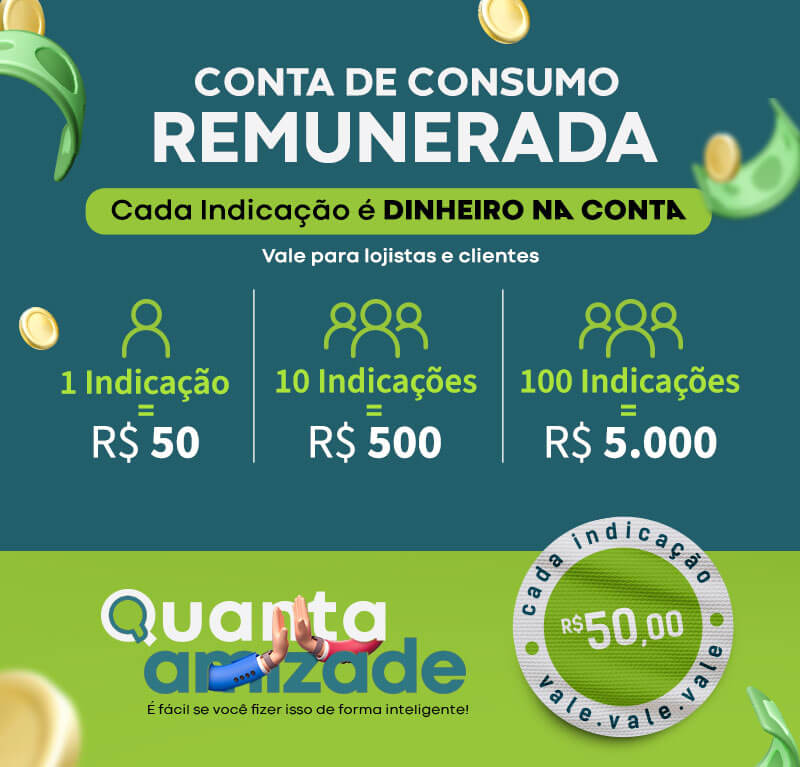 CONTA DE CONSUMO
REMUNERADA
Cada Indicação é DINHEIRO NA CONTA
Vale para lojistas e clientes
1 Indicação
=
R$ 50
10 Indicações
=
R$ 500
100 Indicações
=
R$ 5.000
Quanta
amizade
É fácil se você fizer isso de forma inteligente!
cada indicação
R$50,00
vale.vale.vale